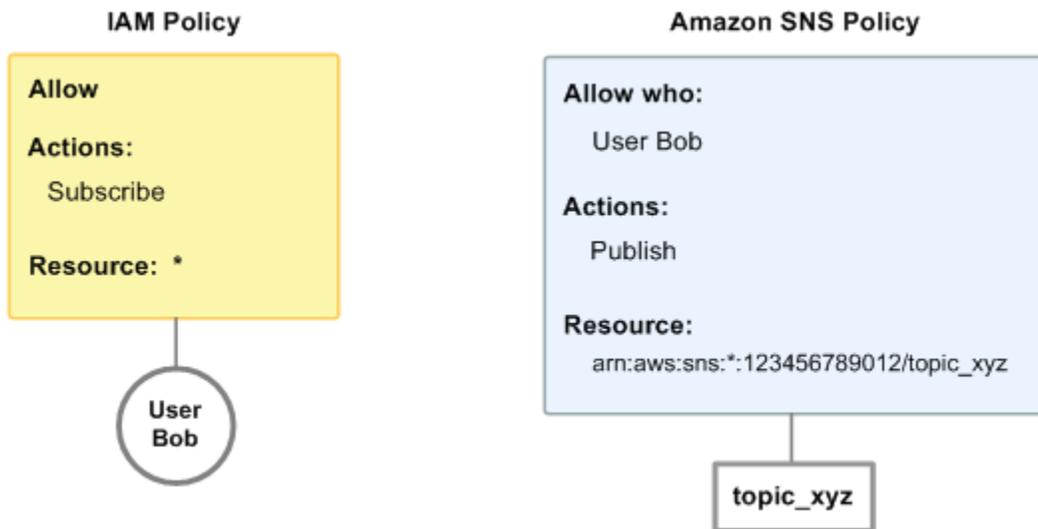 IAM Policy
Allow
Actions:
Subscribe
Resource: *
User
Bob
Amazon SNS Policy
Allow who:
User Bob
Actions:
Publish
Resource:
arn:aws:sns:*:123456789012/topic_xyz
topic_xyz